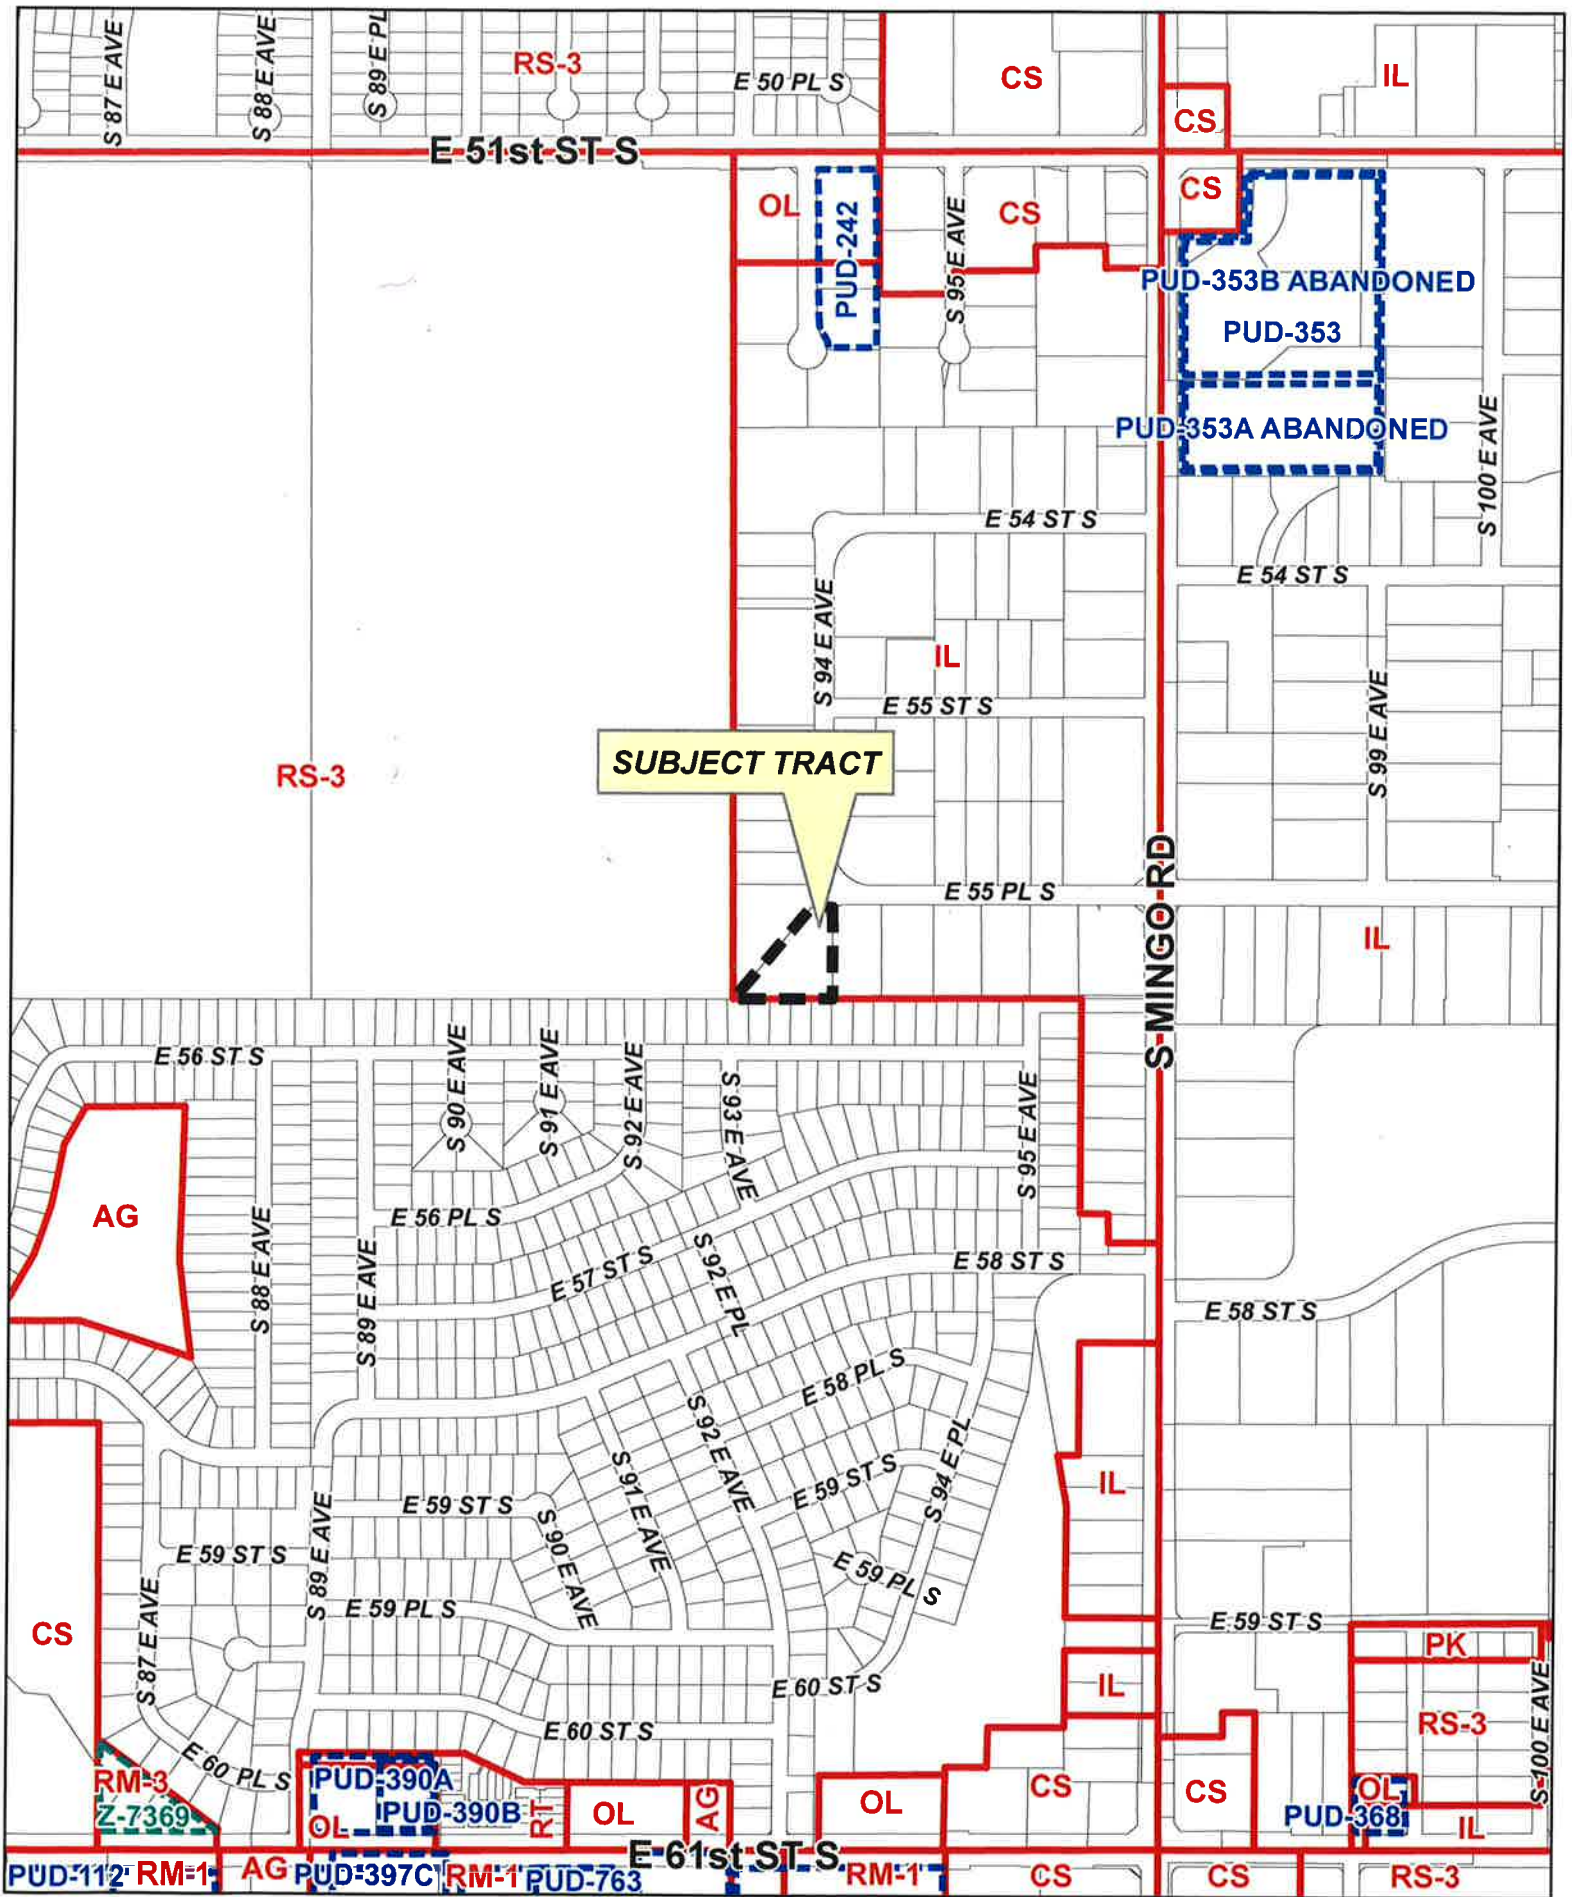 S 87 E AVE
S 88 E AVE
S 89 E PL
RS-3
E 50 PL S
CS
CS
IL
E 51st ST S
OL
PUD-242
S 95 E AVE
CS
CS
PUD-353B ABANDONED
PUD-353
PUD-353A ABANDONED
S 100 E AVE
E 54 ST S
E 54 ST S
S 94 E AVE
IL
E 55 ST S
S 99 E AVE
RS-3
SUBJECT TRACT
E 55 PL S
S MINGO RD
IL
E 56 ST S
S 90 E AVE
S 91 E AVE
S 92 E AVE
S 93 E AVE
S 95 E AVE
AG
E 56 PL S
S 88 E AVE
S 89 E AVE
E 57 ST S
S 92 E PL
E 58 ST S
E 58 ST S
E 58 PL S
S 92 E AVE
S 91 E AVE
E 59 ST S
S 94 E PL
IL
E 59 ST S
S 90 E AVE
E 59 ST S
S 89 E AVE
E 59 PL S
E 59 PL S
CS
S 87 E AVE
E 59 ST S
PK
IL
E 60 ST S
E 60 ST S
RS-3
S 100 E AVE
E 60 PL S
RM-3
Z-7369
PUD-390A
PUD-390B
OL
RT
OL
AG
OL
CS
CS
OL
PUD-368
IL
E 61st ST S
PUD-112
RM-1
AG
PUD-397C
RM-1
PUD-763
RM-1
CS
CS
RS-3